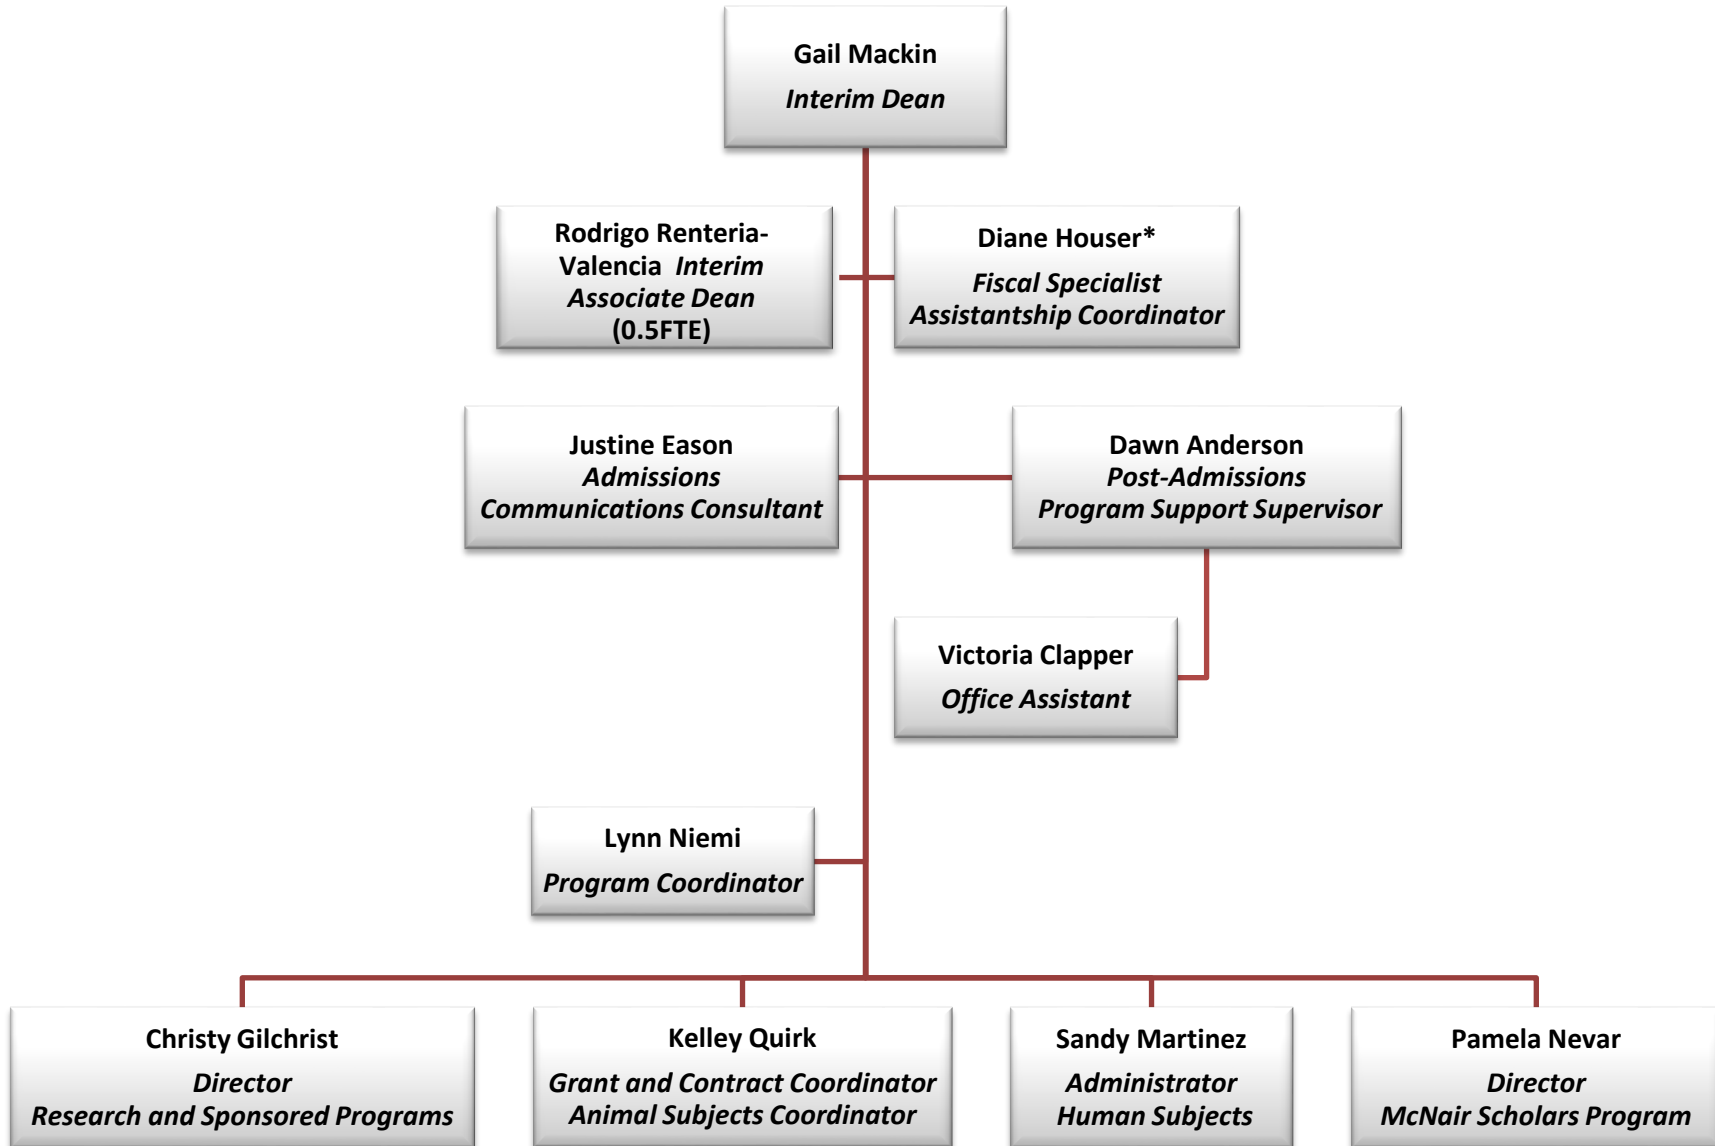 Gail Mackin
Interim Dean
Rodrigo Renteria-
Valencia Interim
Associate Dean
(0.5FTE)
Diane Houser*
Fiscal Specialist
Assistantship Coordinator
Justine Eason
Admissions
Communications Consultant
Dawn Anderson
Post-Admissions
Program Support Supervisor
Victoria Clapper
Office Assistant
Lynn Niemi
Program Coordinator
Christy Gilchrist
Director
Research and Sponsored Programs
Kelley Quirk
Grant and Contract Coordinator
Animal Subjects Coordinator
Sandy Martinez
Administrator
Human Subjects
Pamela Nevar
Director
McNair Scholars Program